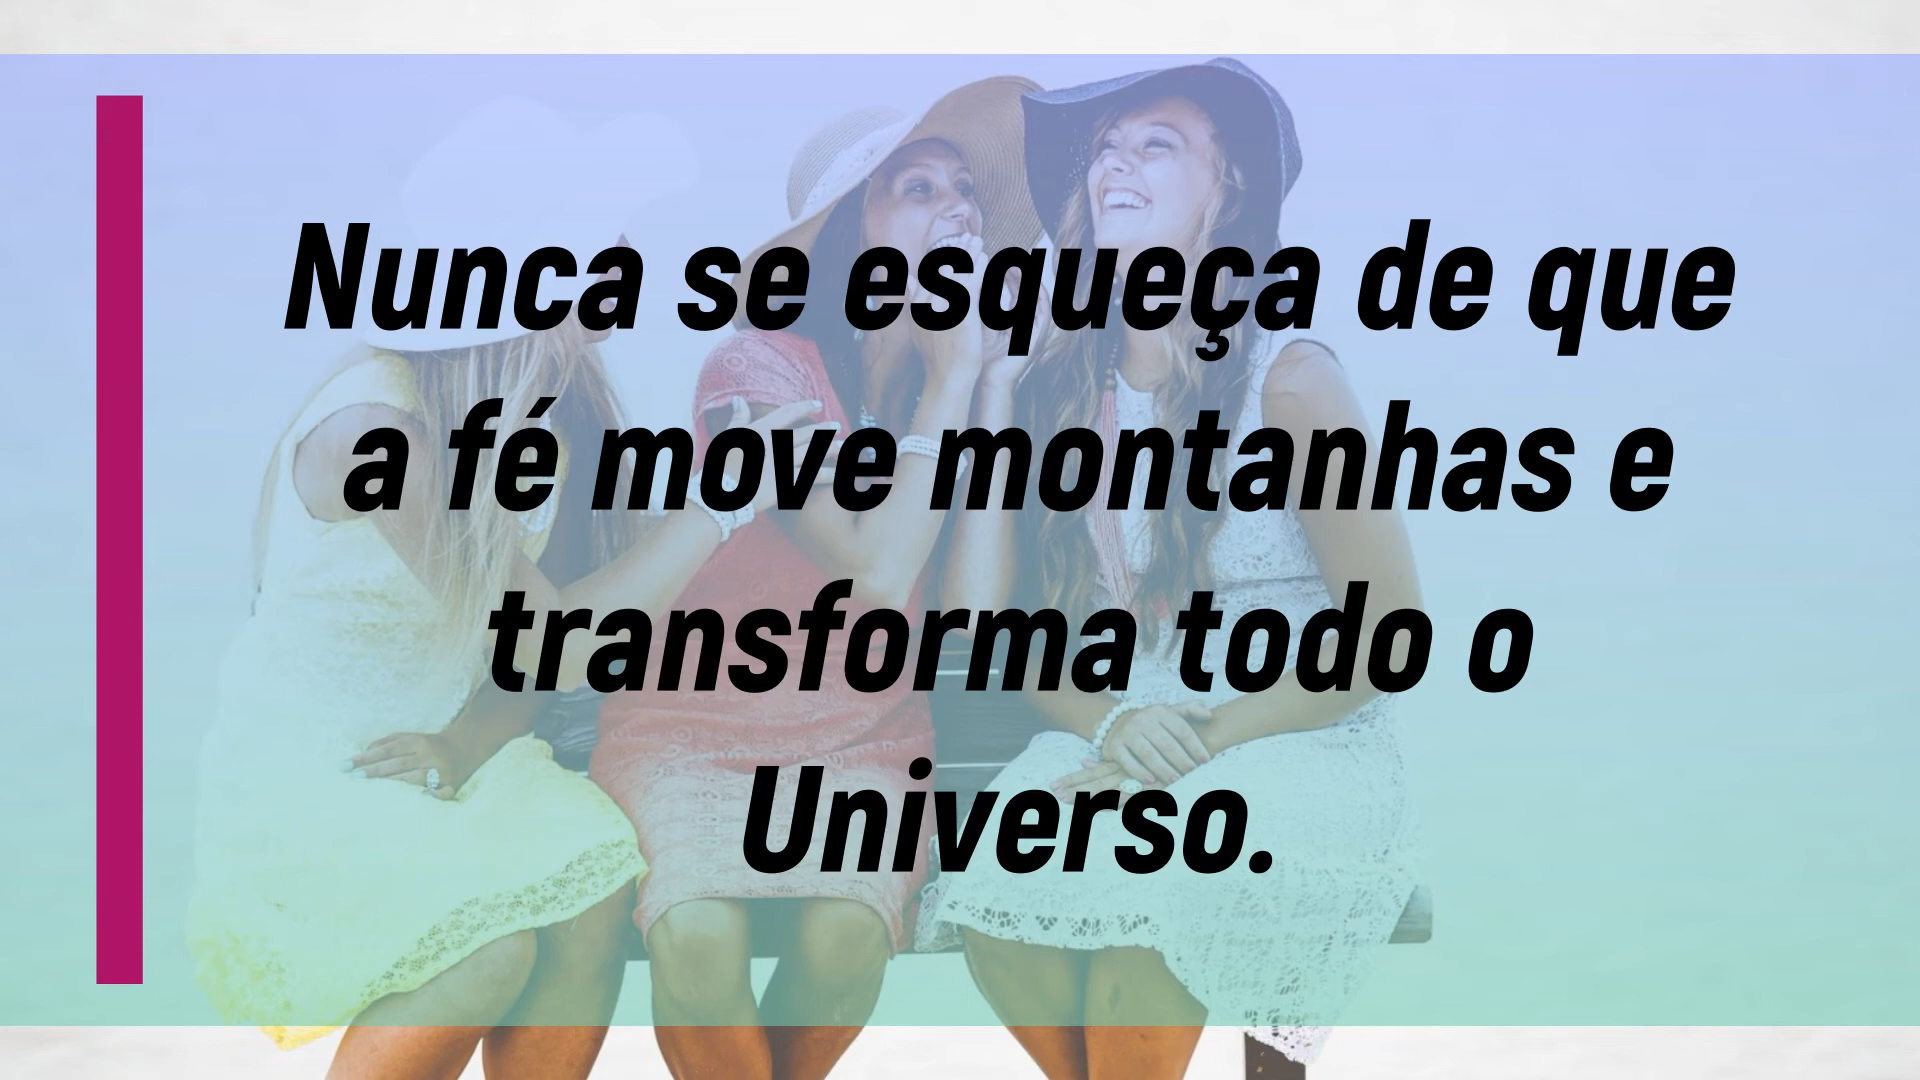 Nunca se esqueça de que
a fé move montanhas e
transforma todo o
Universo.